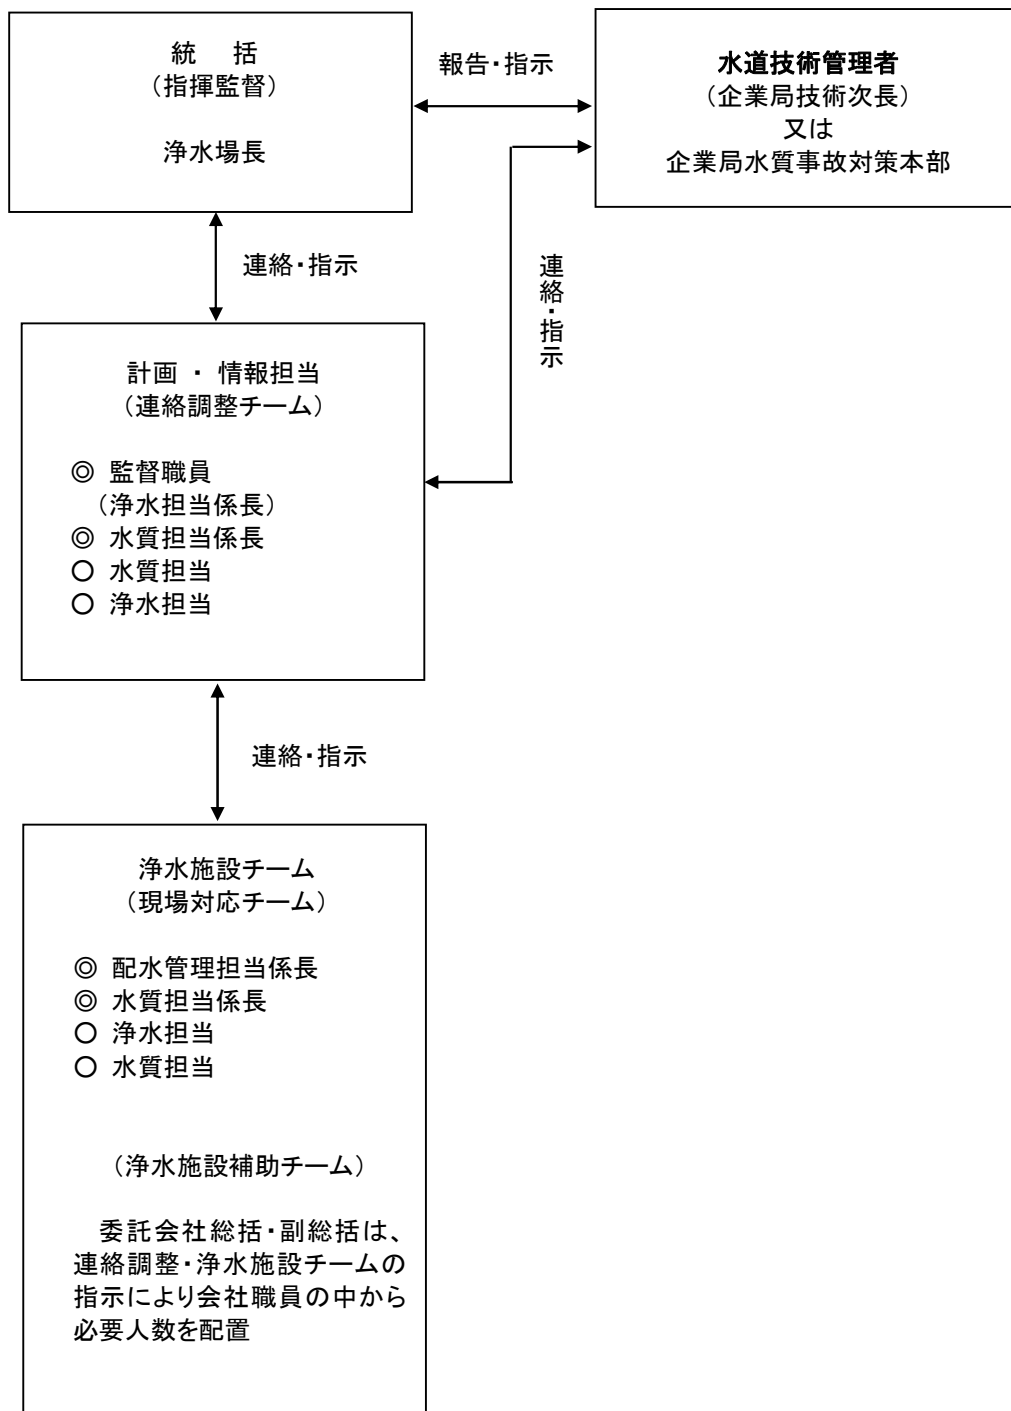 統 括
（指揮監督）
浄水場長
報告・指示
水道技術管理者
（企業局技術次長）
又は
企業局水質事故対策本部
連絡・指示
連絡・指示
計画 ・ 情報担当
（連絡調整チーム）
◎ 監督職員
（浄水担当係長）
◎ 水質担当係長
○ 水質担当
○ 浄水担当
連絡・指示
浄水施設チーム
（現場対応チーム）
◎ 配水管理担当係長
◎ 水質担当係長
○ 浄水担当
○ 水質担当
（浄水施設補助チーム）
委託会社総括・副総括は、
連絡調整・浄水施設チームの
指示により会社職員の中から
必要人数を配置